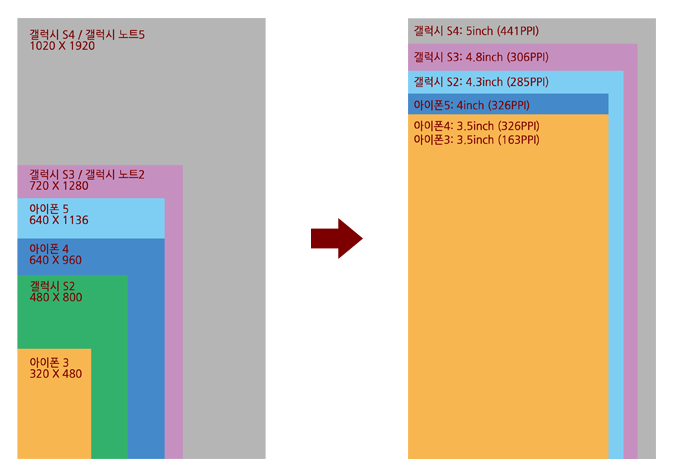 갤럭시 S4 / 갤럭시 노트5
1020 X 1920
갤럭시 S3 / 갤럭시 노트2
720 X 1280
아이폰 5
640 X 1136
아이폰 4
640 X 960
갤럭시 S2
480 X 800
아이폰 3
320 X 480
갤럭시 S4: 5inch (441PPI)
갤럭시 S3: 4.8inch (306PPI)
갤럭시 S2: 4.3inch (285PPI)
아이폰5: 4inch (326PPI)
아이폰4: 3.5inch (326PPI)
아이폰3: 3.5inch (163PPI)